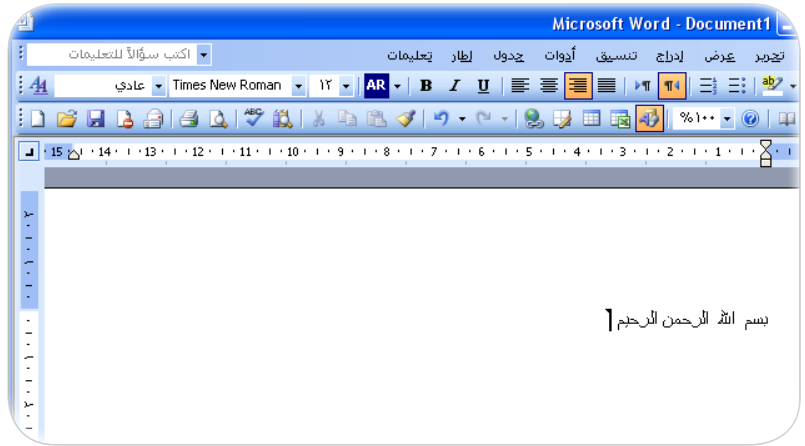 Microsoft Word - Document1
تحرير عرض إدراج تنسيق أدوات جدول إطار تعليمات اكتب سؤالاً للتعليمات
عادي Times New Roman ١٢ AR B I U ab
%١٠٠ ABC
15 14 13 12 11 10 9 8 7 6 5 4 3 2 1
بسم الله الرحمن الرحيم